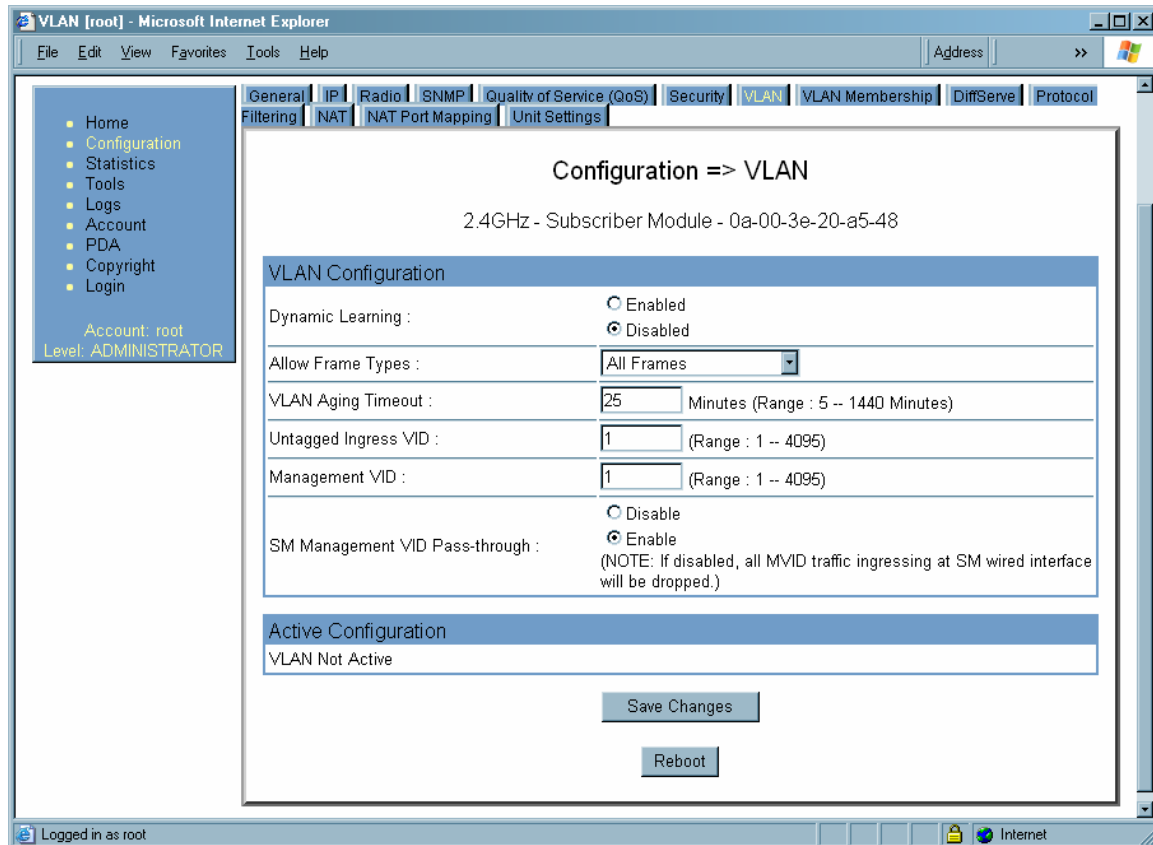 VLAN [root] - Microsoft Internet Explorer
File Edit View Favorites Tools Help
Address »
General IP Radio SNMP Quality of Service (QoS) Security VLAN VLAN Membership DiffServe Protocol
Filtering NAT NAT Port Mapping Unit Settings
Home
Configuration
Statistics
Tools
Logs
Account
PDA
Copyright
Login
Account: root
Level: ADMINISTRATOR
Configuration => VLAN
2.4GHz - Subscriber Module - 0a-00-3e-20-a5-48
VLAN Configuration
Dynamic Learning :
Enabled
Disabled
Allow Frame Types :
All Frames
VLAN Aging Timeout :
25 Minutes (Range : 5 -- 1440 Minutes)
Untagged Ingress VID :
1 (Range : 1 -- 4095)
Management VID :
1 (Range : 1 -- 4095)
SM Management VID Pass-through :
Disable
Enable
(NOTE: If disabled, all MVID traffic ingressing at SM wired interface
will be dropped.)
Active Configuration
VLAN Not Active
Save Changes
Reboot
Logged in as root
Internet